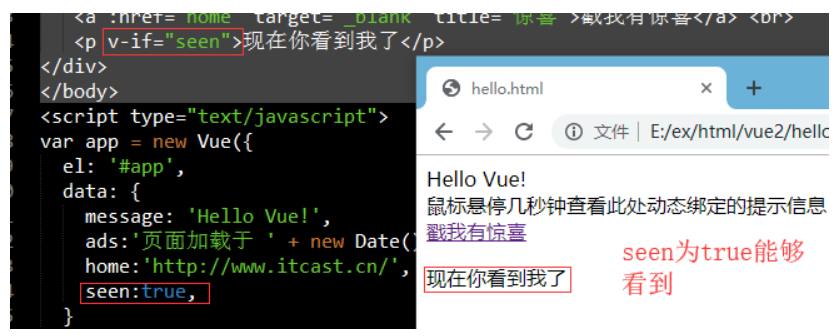 <a :href="home" target="_blank" title="惊喜">戳我有惊喜</a> <br>
<p v-if="seen">现在你看到我了</p>
</div>
</body>
<script type="text/javascript">
var app = new Vue({
el: '#app',
data: {
message: 'Hello Vue!',
ads:'页面加载于 ' + new Date()
home:'http://www.itcast.cn/',
seen:true,
}
hello.html
文件 | E:/ex/html/vue2/hello
Hello Vue!
鼠标悬停几秒钟查看此处动态绑定的提示信息
戳我有惊喜
现在你看到我了
seen为true能够
看到